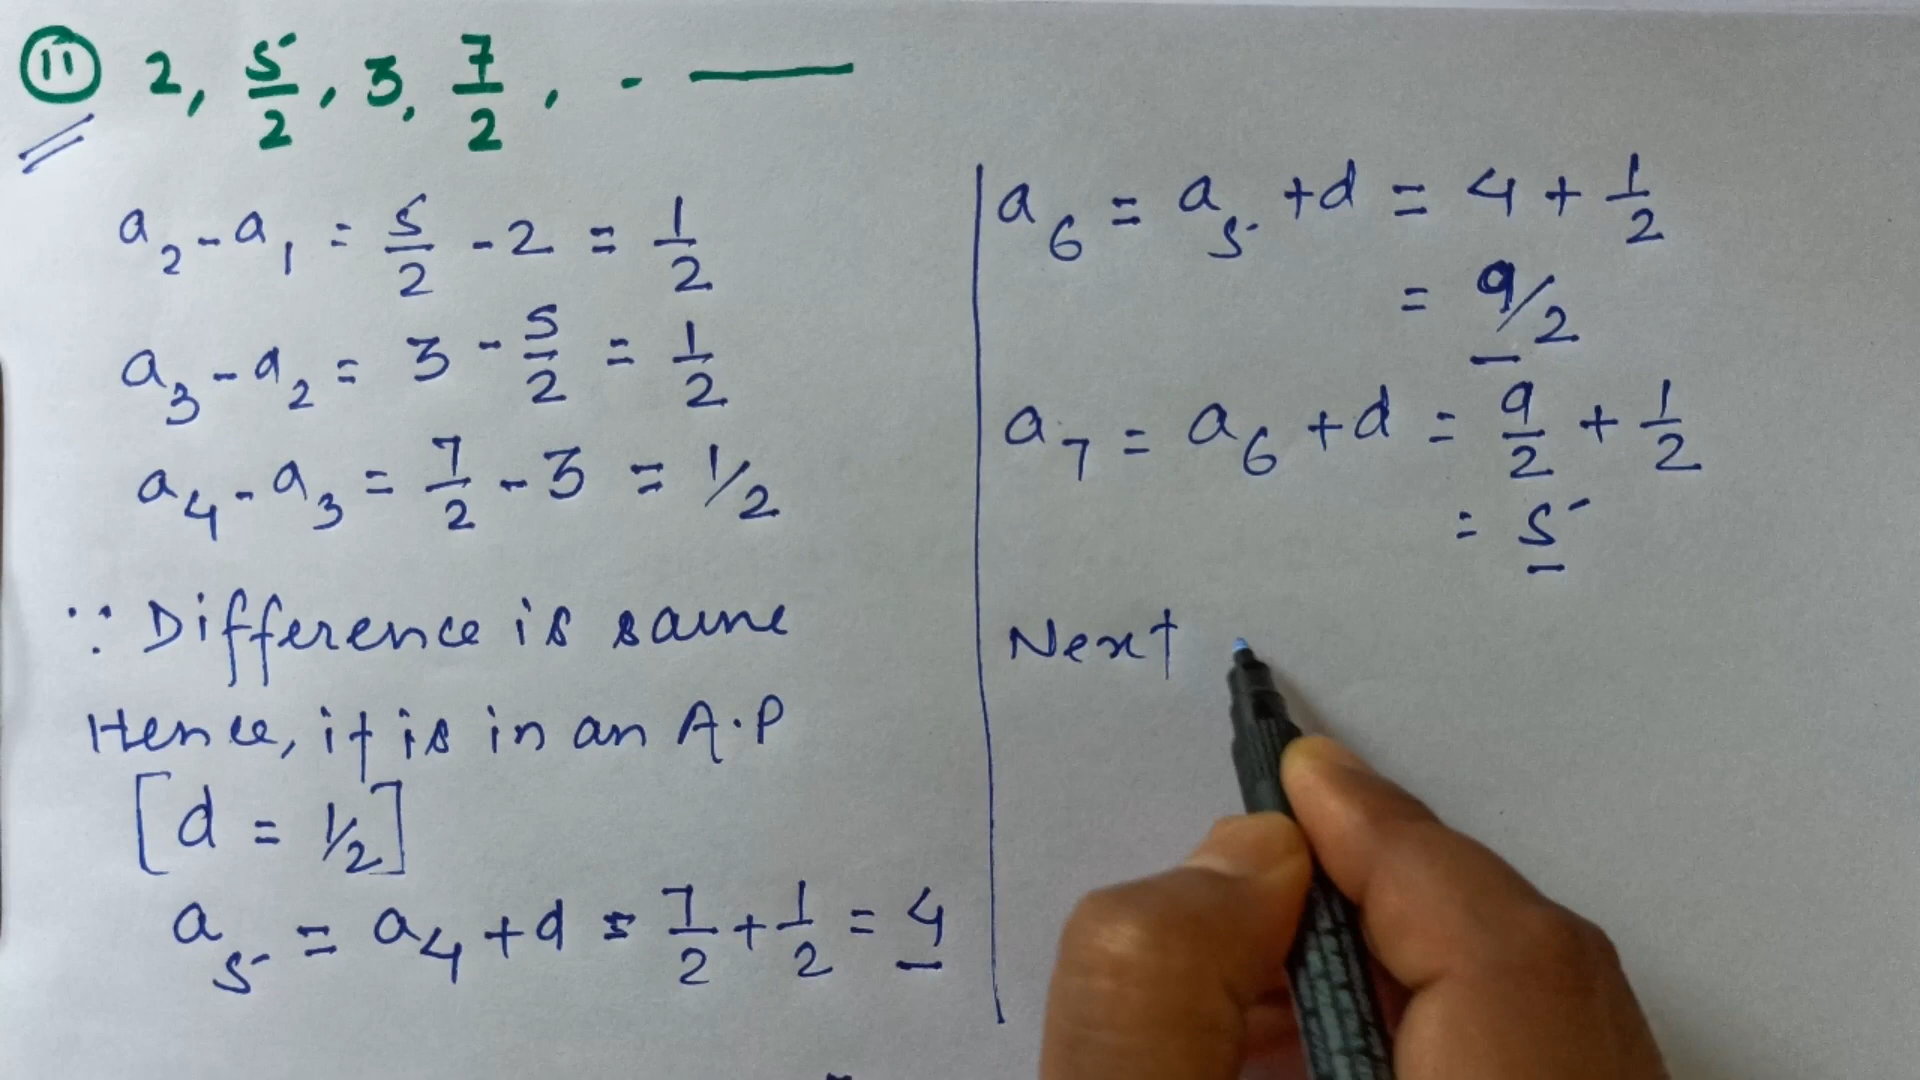 (11) 2, 5/2, 3, 7/2, . —
a₂ - a₁ = 5/2 - 2 = 1/2
a₃ - a₂ = 3 - 5/2 = 1/2
a₄ - a₃ = 7/2 - 3 = 1/2
∵ Difference is same
Hence, it is in an A.P
[d = 1/2]
a₅ = a₄ + d = 7/2 + 1/2 = 4
a₆ = a₅ + d = 4 + 1/2
= 9/2
a₇ = a₆ + d = 9/2 + 1/2
= 5
Next